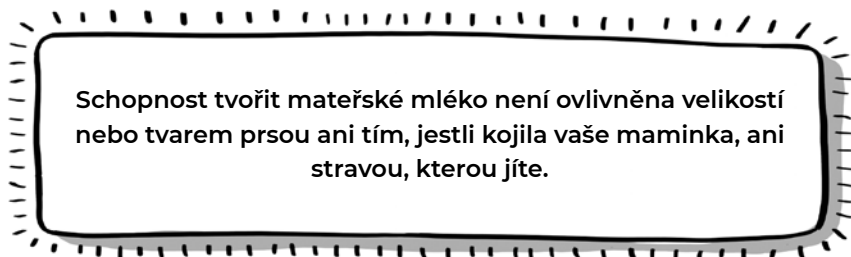 Schopnost tvořit mateřské mléko není ovlivněna velikostí
nebo tvarem prsou ani tím, jestli kojila vaše maminka, ani
stravou, kterou jíte.